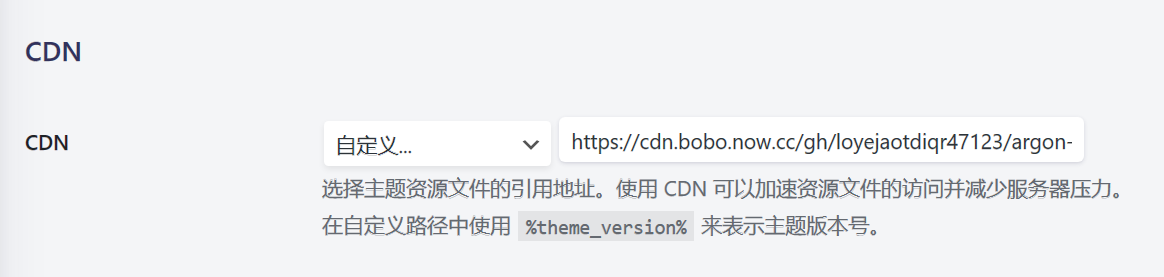 CDN
CDN
自定义...
https://cdn.bobo.now.cc/gh/loyejaotdiqr47123/argon-
选择主题资源文件的引用地址。使用 CDN 可以加速资源文件的访问并减少服务器压力。
在自定义路径中使用 %theme_version% 来表示主题版本号。